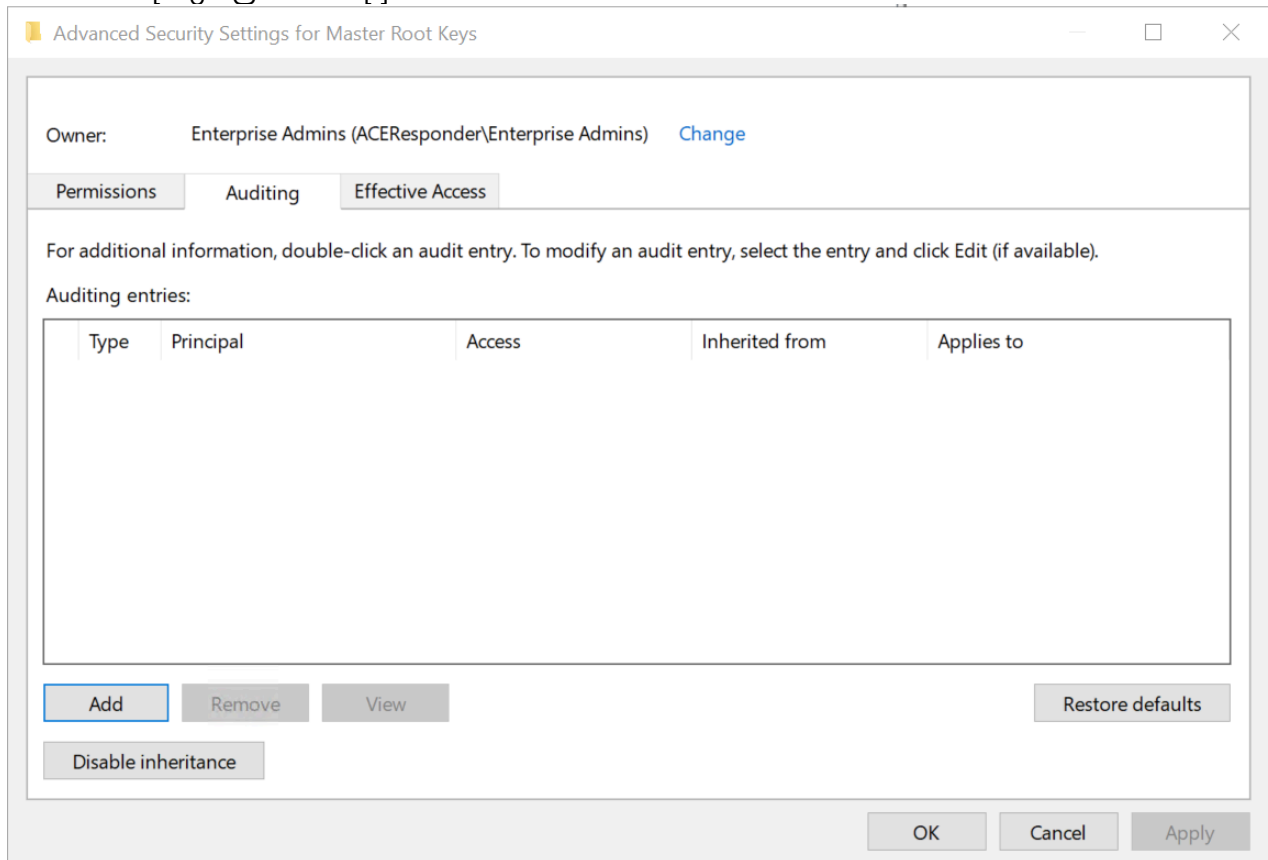 Advanced Security Settings for Master Root Keys
Owner: Enterprise Admins (ACEResponder\Enterprise Admins) Change
Permissions Auditing Effective Access
For additional information, double-click an audit entry. To modify an audit entry, select the entry and click Edit (if available).
Auditing entries:
Type Principal Access Inherited from Applies to
Add Remove View Restore defaults
Disable inheritance
OK Cancel Apply